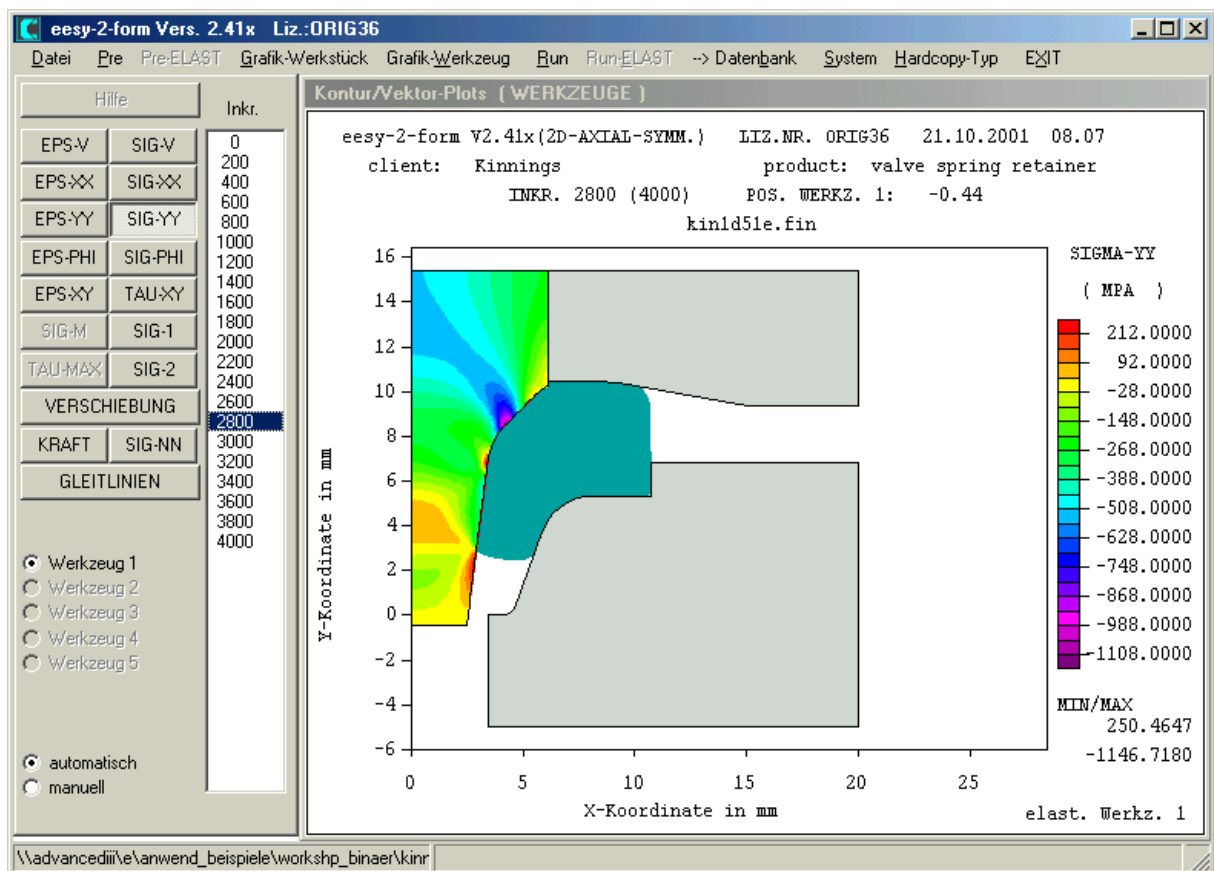 eesy-2-form Vers. 2.41x Liz.:ORIG36
Datei Pre Pre-ELAST Grafik-Werkstück Grafik-Werkzeug Run Run-ELAST --> Datenbank System Hardcopy-Typ EXIT
Hilfe
Inkr.
EPS-V SIG-V
EPS-XX SIG-XX
EPS-YY SIG-YY
EPS-PHI SIG-PHI
EPS-XY TAU-XY
SIG-M SIG-1
TAU-MAX SIG-2
VERSCHIEBUNG
KRAFT SIG-NN
GLEITLINIEN
0
200
400
600
800
1000
1200
1400
1600
1800
2000
2200
2400
2600
2800
3000
3200
3400
3600
3800
4000
Werkzeug 1
Werkzeug 2
Werkzeug 3
Werkzeug 4
Werkzeug 5
automatisch
manuell
Kontur/Vektor-Plots ( WERKZEUGE )
eesy-2-form V2.41x(2D-AXIAL-SYMM.) LIZ.NR. ORIG36 21.10.2001 08.07
client: Kinnings product: valve spring retainer
INKR. 2800 (4000) POS. WERKZ. 1: -0.44
kin1d51e.fin
16
14
12
10
8
6
4
2
0
-2
-4
-6
Y-Koordinate in mm
0 5 10 15 20 25
X-Koordinate in mm
SIGMA-YY
( MPA )
212.0000
92.0000
-28.0000
-148.0000
-268.0000
-388.0000
-508.0000
-628.0000
-748.0000
-868.0000
-988.0000
-1108.0000
MIN/MAX
250.4647
-1146.7180
elast. Werkz. 1
\\advancediii\e\anwend_beispiele\workshp_binaer\kinr